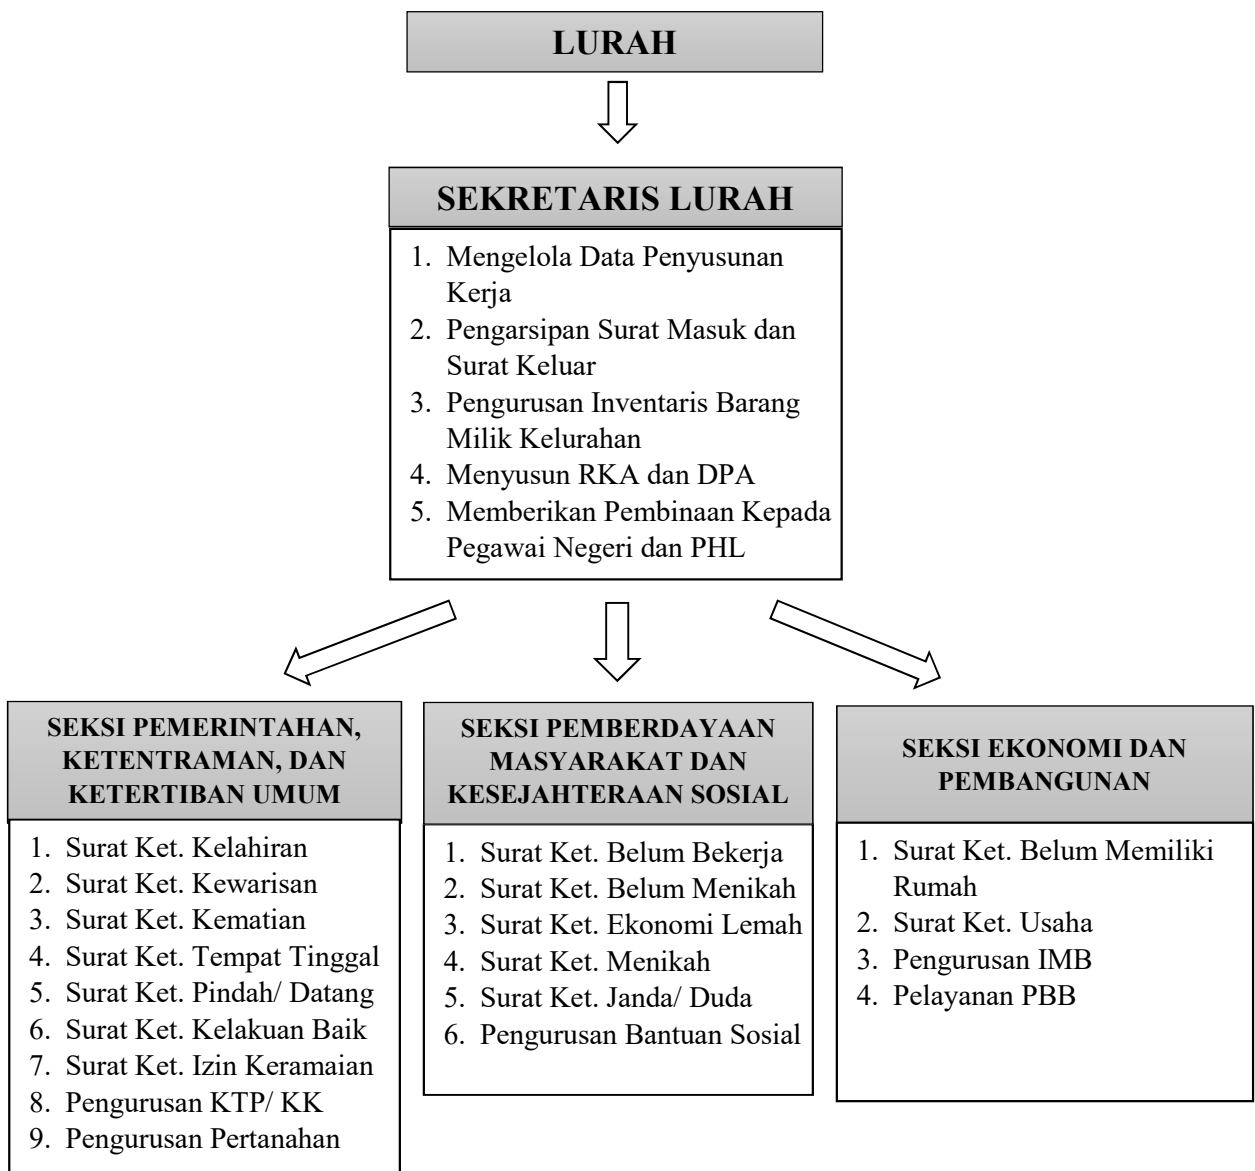 LURAH
SEKRETARIS LURAH
1. Mengelola Data Penyusunan
Kerja
2. Pengarsipan Surat Masuk dan
Surat Keluar
3. Pengurusan Inventaris Barang
Milik Kelurahan
4. Menyusun RKA dan DPA
5. Memberikan Pembinaan Kepada
Pegawai Negeri dan PHL
SEKSI PEMERINTAHAN,
KETENTRAMAN, DAN
KETERTIBAN UMUM
1. Surat Ket. Kelahiran
2. Surat Ket. Kewarisan
3. Surat Ket. Kematian
4. Surat Ket. Tempat Tinggal
5. Surat Ket. Pindah/ Datang
6. Surat Ket. Kelakuan Baik
7. Surat Ket. Izin Keramaian
8. Pengurusan KTP/ KK
9. Pengurusan Pertanahan
SEKSI PEMBERDAYAAN
MASYARAKAT DAN
KESEJAHTERAAN SOSIAL
1. Surat Ket. Belum Bekerja
2. Surat Ket. Belum Menikah
3. Surat Ket. Ekonomi Lemah
4. Surat Ket. Menikah
5. Surat Ket. Janda/ Duda
6. Pengurusan Bantuan Sosial
SEKSI EKONOMI DAN
PEMBANGUNAN
1. Surat Ket. Belum Memiliki
Rumah
2. Surat Ket. Usaha
3. Pengurusan IMB
4. Pelayanan PBB